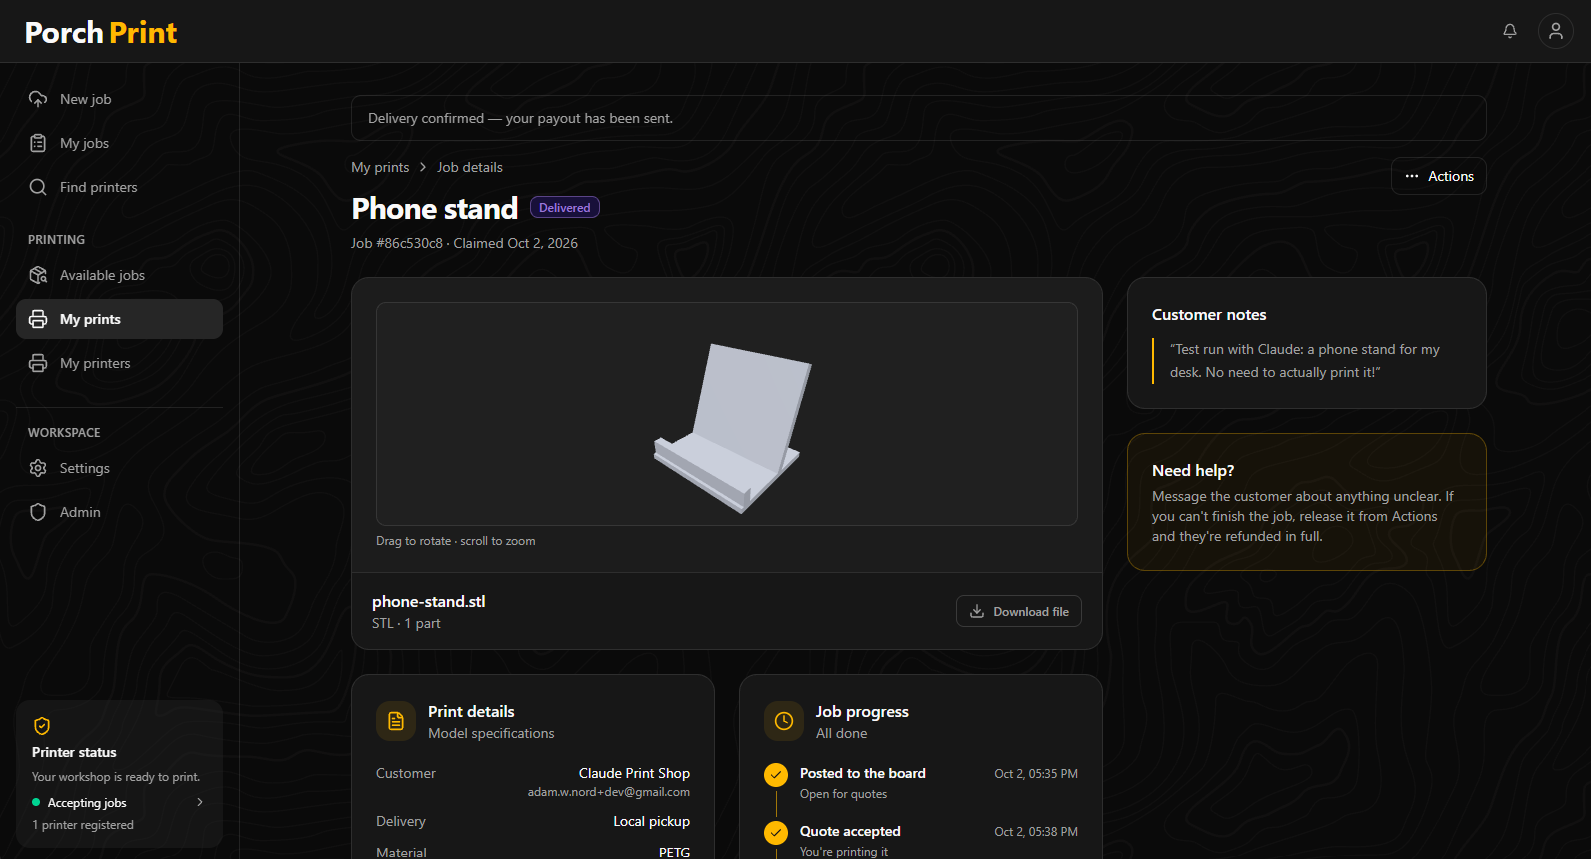 Porch Print
New job
My jobs
Find printers
PRINTING
Available jobs
My prints
My printers
WORKSPACE
Settings
Admin
Printer status
Your workshop is ready to print.
Accepting jobs
1 printer registered
Delivery confirmed — your payout has been sent.
My prints > Job details
Actions
Phone stand Delivered
Job #86c530c8 · Claimed Oct 2, 2026
Drag to rotate · scroll to zoom
phone-stand.stl
STL · 1 part
Download file
Customer notes
“Test run with Claude: a phone stand for my
desk. No need to actually print it!”
Need help?
Message the customer about anything unclear. If
you can't finish the job, release it from Actions
and they're refunded in full.
Print details
Model specifications
Customer Claude Print Shop
adam.w.nord+dev@gmail.com
Delivery Local pickup
Material PETG
Job progress
All done
Posted to the board Oct 2, 05:35 PM
Open for quotes
Quote accepted Oct 2, 05:38 PM
You're printing it